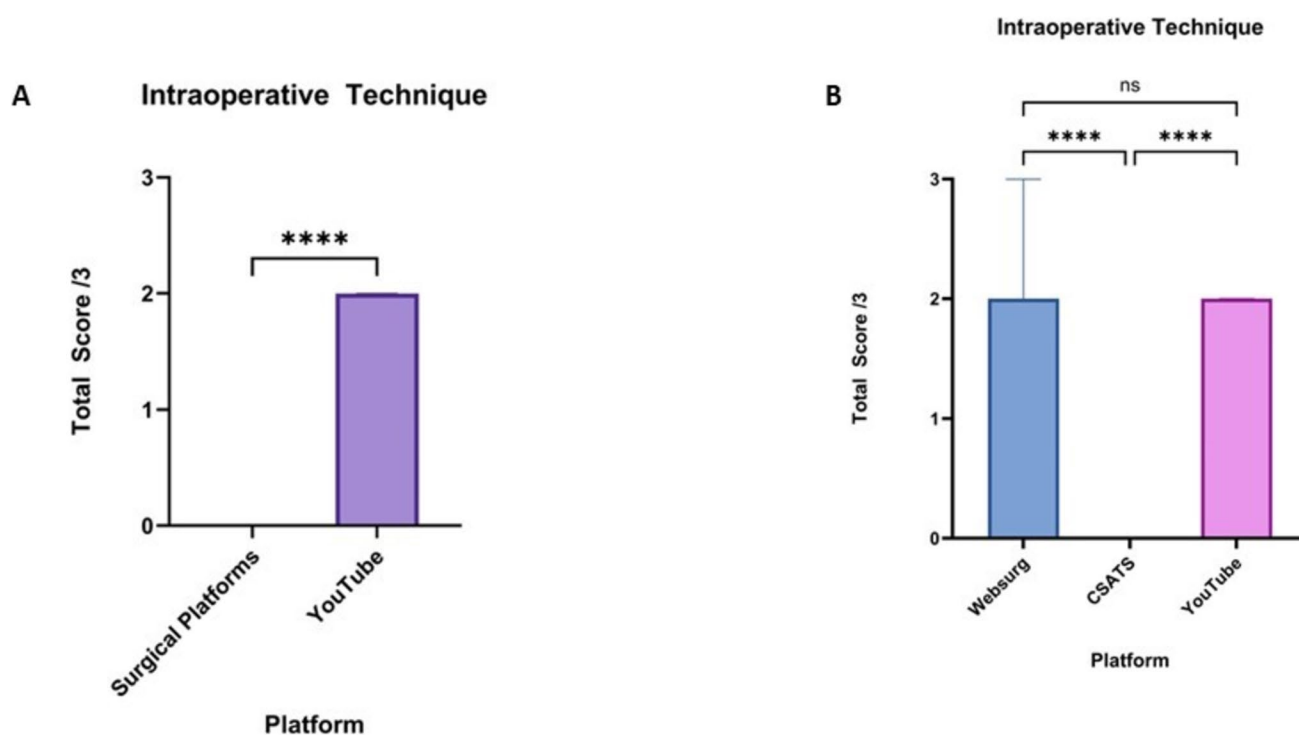 A
Intraoperative Technique
****
Total Score /3
3
2
1
0
Surgical Platforms
YouTube
Platform
B
Intraoperative Technique
ns
**** ****
Total Score /3
3
2
1
0
Websurg
CSATS
YouTube
Platform